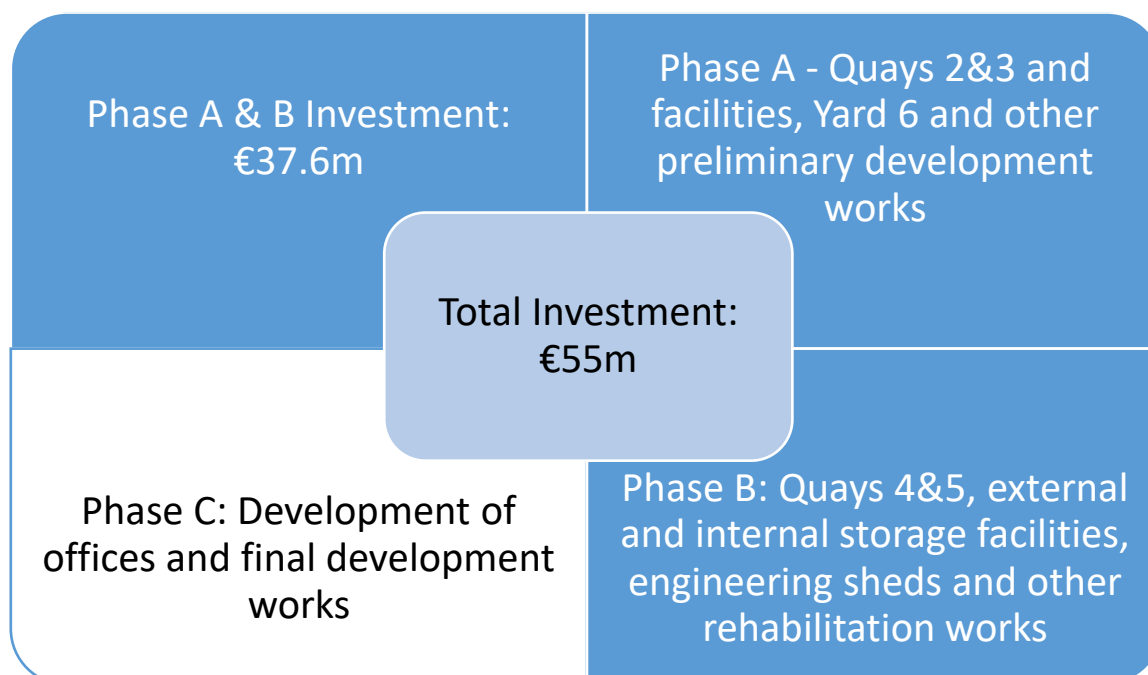 Phase A & B Investment:
€37.6m
Phase A - Quays 2&3 and
facilities, Yard 6 and other
preliminary development
works
Total Investment:
€55m
Phase C: Development of
offices and final development
works
Phase B: Quays 4&5, external
and internal storage facilities,
engineering sheds and other
rehabilitation works